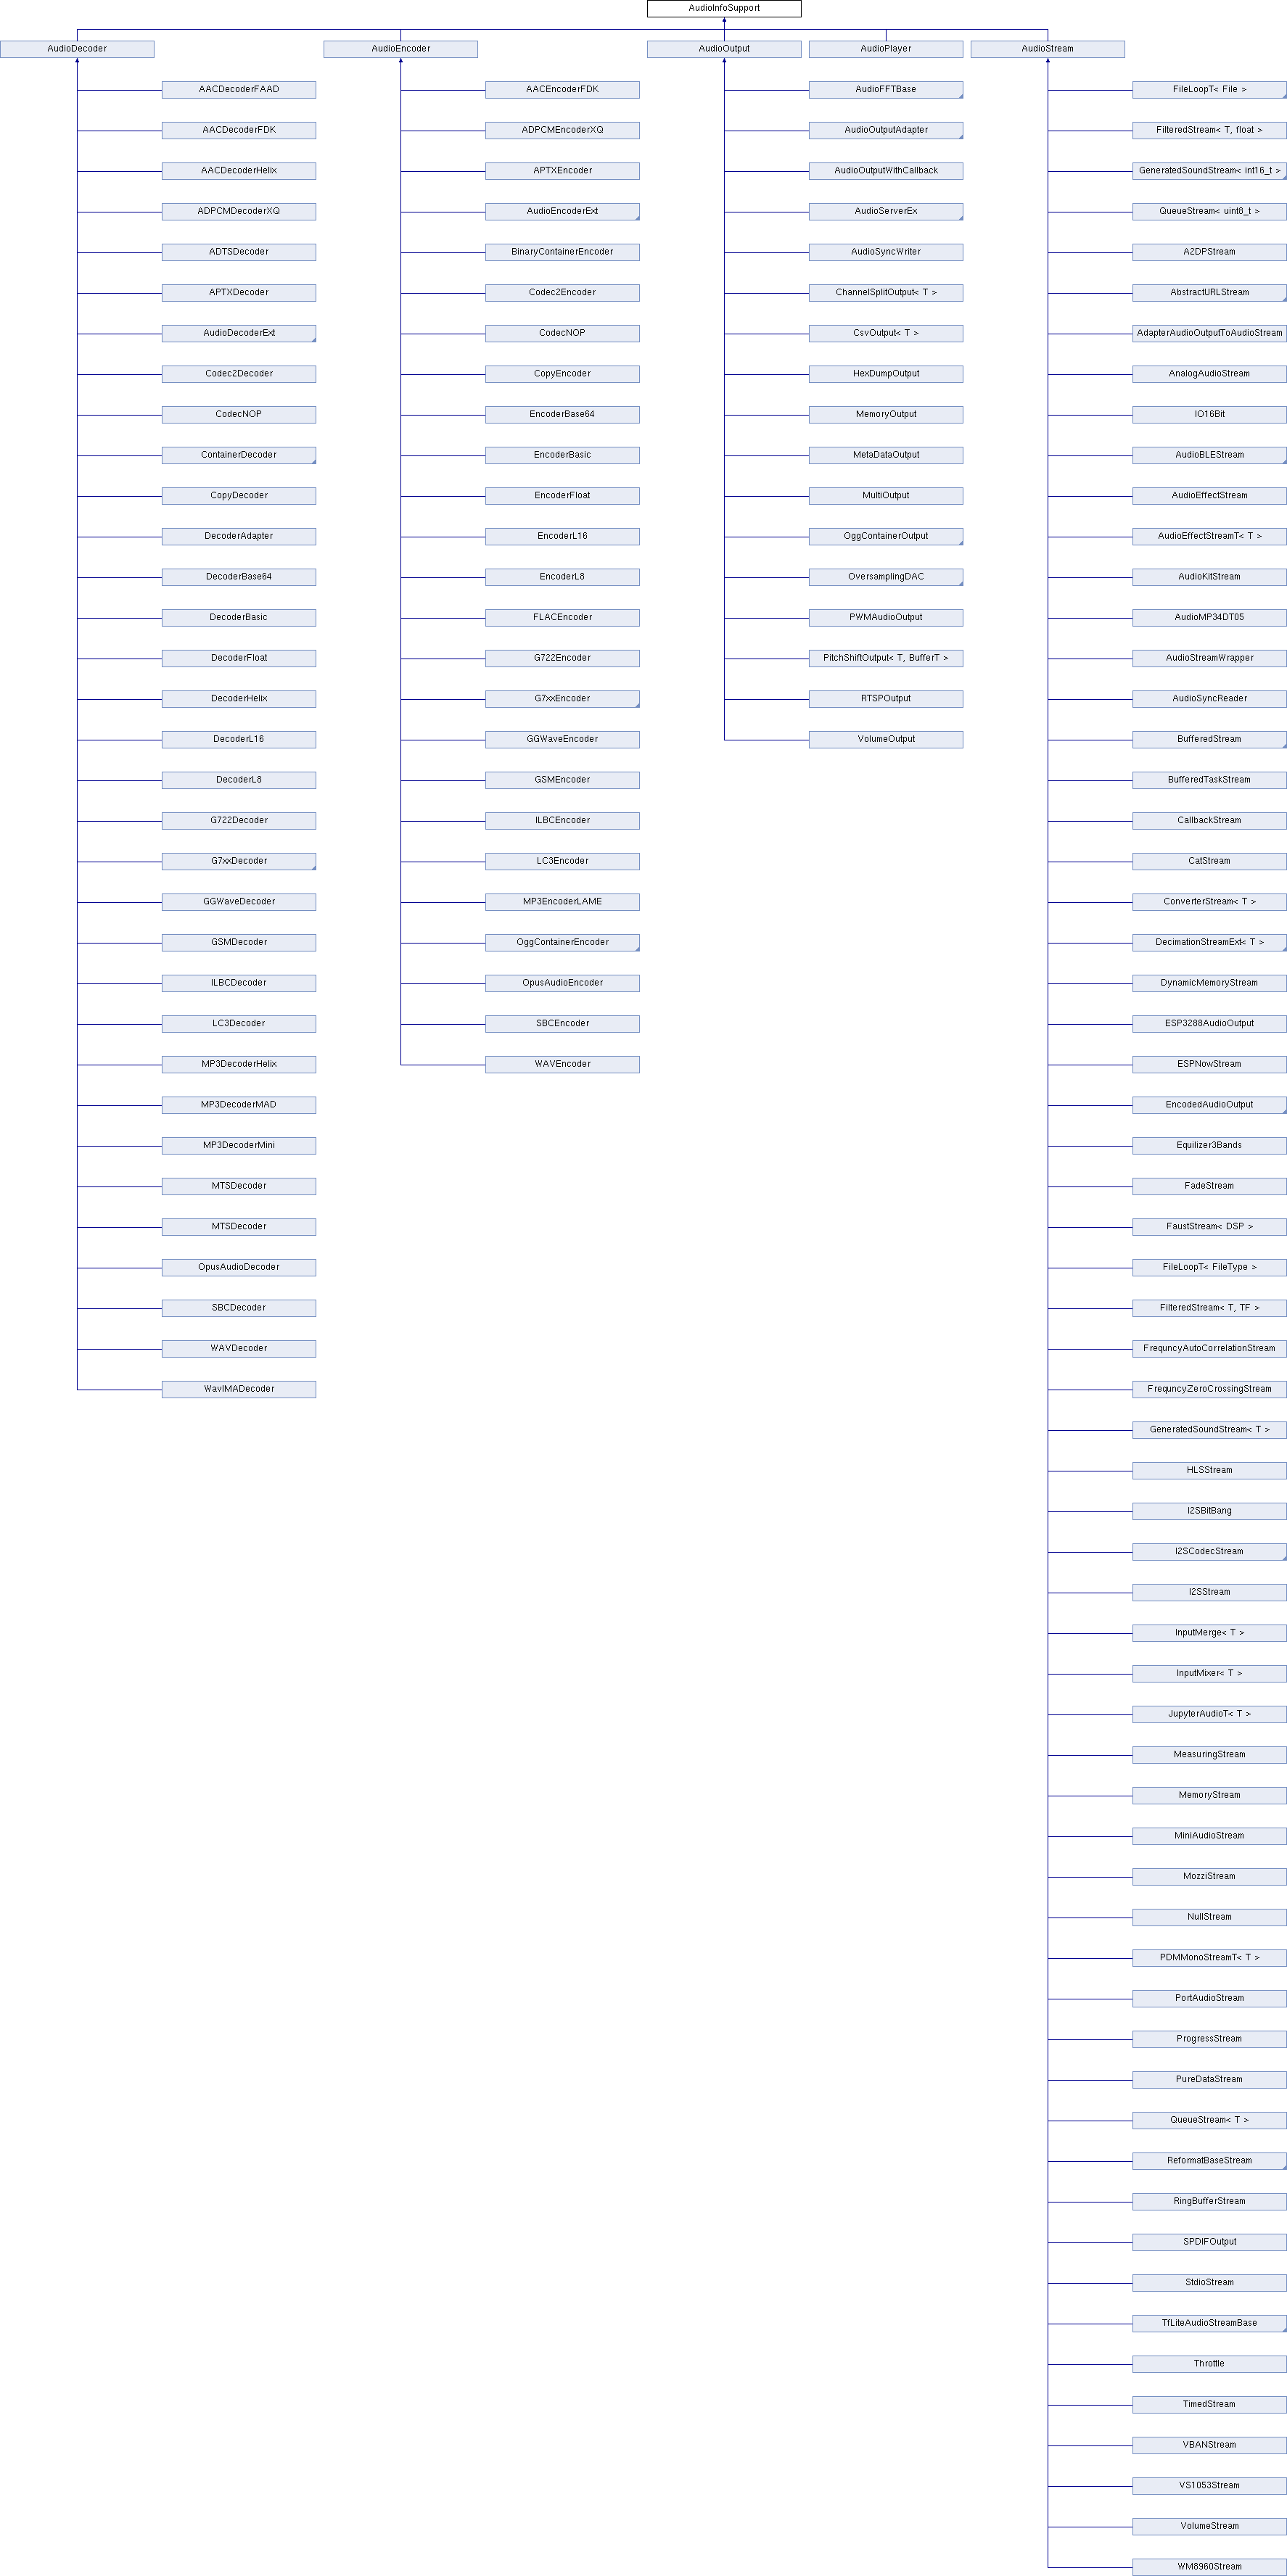 AudioInfoSupport
AudioDecoder
AudioEncoder
AudioOutput
AudioPlayer
AudioStream
AACDecoderFAAD
AACDecoderFDK
AACDecoderHelix
ADPCMDecoderXQ
ADTSDecoder
APTXDecoder
AudioDecoderExt
Codec2Decoder
CodecNOP
ContainerDecoder
CopyDecoder
DecoderAdapter
DecoderBase64
DecoderBasic
DecoderFloat
DecoderHelix
DecoderL16
DecoderL8
G722Decoder
G7xxDecoder
GGWaveDecoder
GSMDecoder
ILBCDecoder
LC3Decoder
MP3DecoderHelix
MP3DecoderMAD
MP3DecoderMini
MTSDecoder
MTSDecoder
OpusAudioDecoder
SBCDecoder
WAVDecoder
WavIMADecoder
AACEncoderFDK
ADPCMEncoderXQ
APTXEncoder
AudioEncoderExt
BinaryContainerEncoder
Codec2Encoder
CodecNOP
CopyEncoder
EncoderBase64
EncoderBasic
EncoderFloat
EncoderL16
EncoderL8
FLACEncoder
G722Encoder
G7xxEncoder
GGWaveEncoder
GSMEncoder
ILBCEncoder
LC3Encoder
MP3EncoderLAME
OggContainerEncoder
OpusAudioEncoder
SBCEncoder
WAVEncoder
AudioFFTBase
AudioOutputAdapter
AudioOutputWithCallback
AudioServerEx
AudioSyncWriter
ChannelSplitOutput< T >
CsvOutput< T >
HexDumpOutput
MemoryOutput
MetaDataOutput
MultiOutput
OggContainerOutput
OversamplingDAC
PWMAudioOutput
PitchShiftOutput< T, BufferT >
RTSPOutput
VolumeOutput
FileLoopT< File >
FilteredStream< T, float >
GeneratedSoundStream< int16_t >
QueueStream< uint8_t >
A2DPStream
AbstractURLStream
AdapterAudioOutputToAudioStream
AnalogAudioStream
IO16Bit
AudioBLEStream
AudioEffectStream
AudioEffectStreamT< T >
AudioKitStream
AudioMP34DT05
AudioStreamWrapper
AudioSyncReader
BufferedStream
BufferedTaskStream
CallbackStream
CatStream
ConverterStream< T >
DecimationStreamExt< T >
DynamicMemoryStream
ESP3288AudioOutput
ESPNowStream
EncodedAudioOutput
Equilizer3Bands
FadeStream
FaustStream< DSP >
FileLoopT< FileType >
FilteredStream< T, TF >
FrequncyAutoCorrelationStream
FrequncyZeroCrossingStream
GeneratedSoundStream< T >
HLSStream
I2SBitBang
I2SCodecStream
I2SStream
InputMerge< T >
InputMixer< T >
JupyterAudioT< T >
MeasuringStream
MemoryStream
MiniAudioStream
MozziStream
NullStream
PDMMonoStreamT< T >
PortAudioStream
ProgressStream
PureDataStream
QueueStream< T >
ReformatBaseStream
RingBufferStream
SPDIFOutput
StdioStream
TfLiteAudioStreamBase
Throttle
TimedStream
VBANStream
VS1053Stream
VolumeStream
WM8960Stream